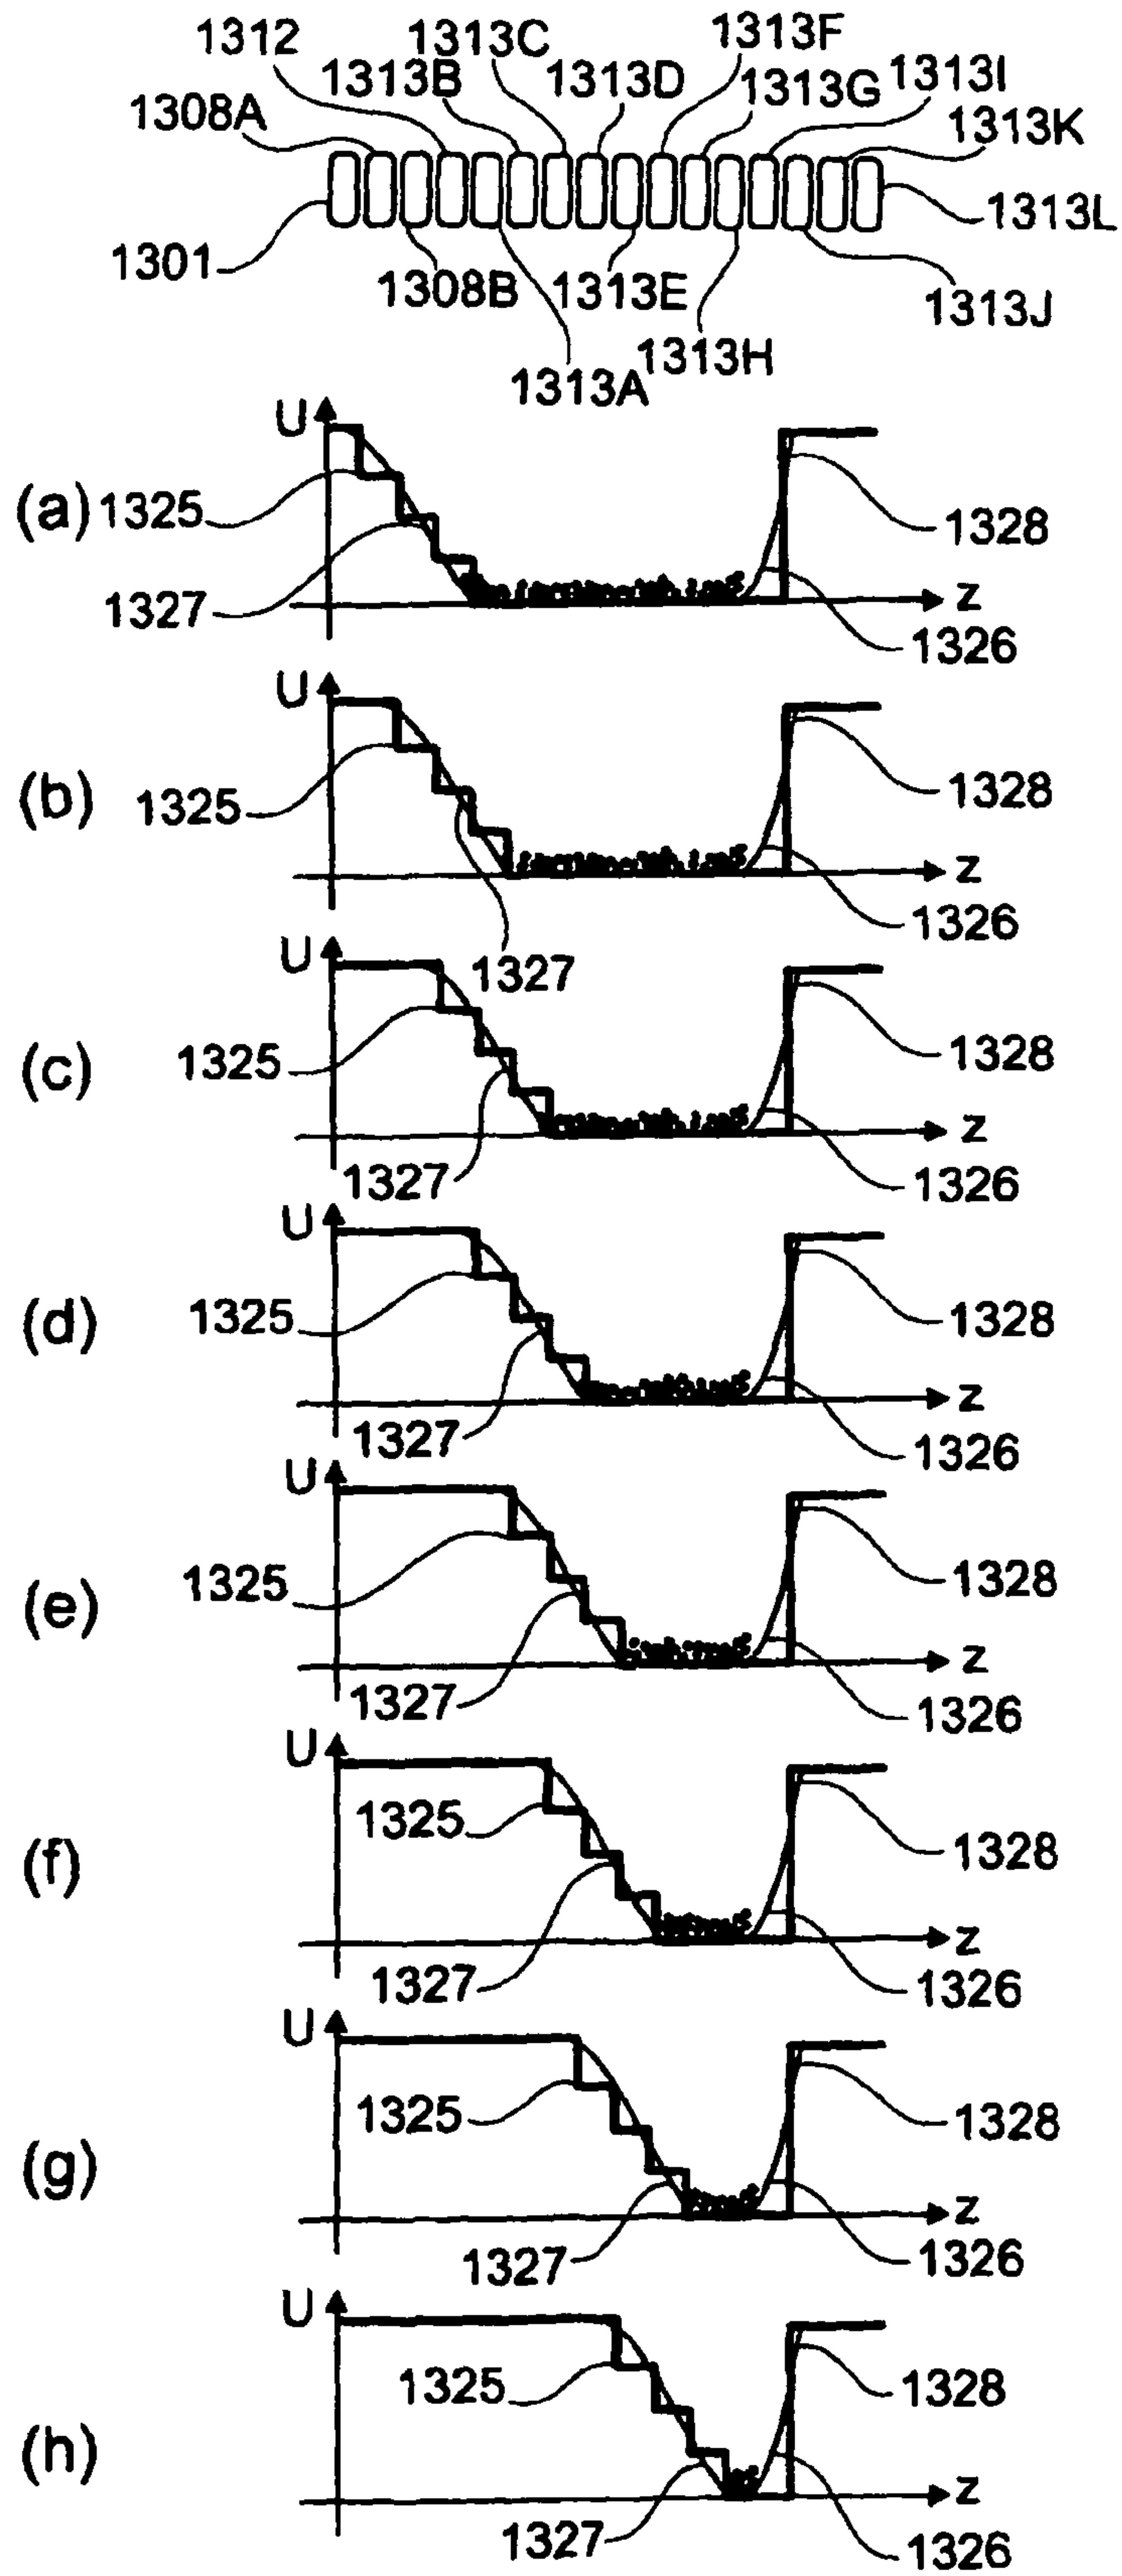 1312 1313C 1313F
1313B 1313D 1313G 1313I
1308A 1313K
1301 1308B 1313E 1313L
1313A 1313H 1313J
(a) U 1325 1328
1327 z 1326
(b) U 1325 1328
1327 z 1326
(c) U 1325 1328
1327 z 1326
(d) U 1325 1328
1327 z 1326
(e) U 1325 1328
1327 z 1326
(f) U 1325 1328
1327 z 1326
(g) U 1325 1328
1327 z 1326
(h) U 1325 1328
1327 z 1326